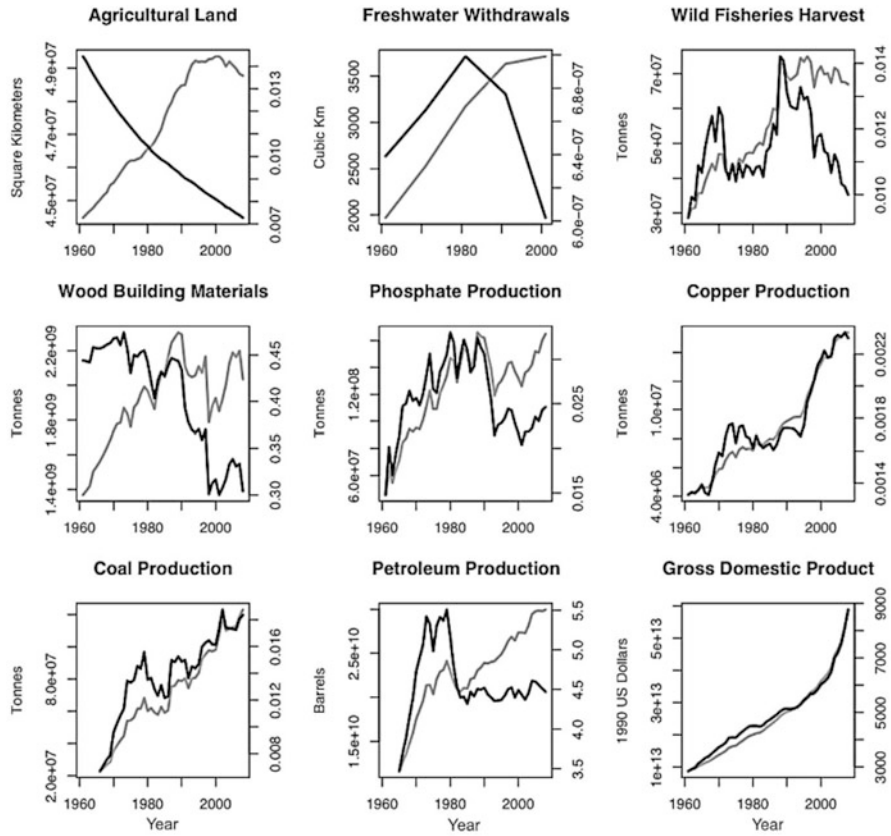 Agricultural Land
Square Kilometers
4.5e+07 4.7e+07 4.9e+07
0.007 0.010 0.013
1960 1980 2000
Freshwater Withdrawals
Cubic Km
2000 2500 3000 3500
6.0e-07 6.4e-07 6.8e-07
1960 1980 2000
Wild Fisheries Harvest
Tonnes
3e+07 5e+07 7e+07
0.010 0.012 0.014
1960 1980 2000
Wood Building Materials
Tonnes
1.4e+09 1.8e+09 2.2e+09
0.30 0.35 0.40 0.45
1960 1980 2000
Phosphate Production
Tonnes
6.0e+07 1.2e+08
0.015 0.025
1960 1980 2000
Copper Production
Tonnes
4.0e+06 1.0e+07
0.0014 0.0018 0.0022
1960 1980 2000
Coal Production
Tonnes
2.0e+07 8.0e+07
0.008 0.012 0.016
1960 1980 2000
Year
Petroleum Production
Barrels
1.5e+10 2.5e+10
3.5 4.5 5.0 5.5
1960 1980 2000
Year
Gross Domestic Product
1990 US Dollars
1e+13 3e+13 5e+13
3000 5000 7000 9000
1960 1980 2000
Year